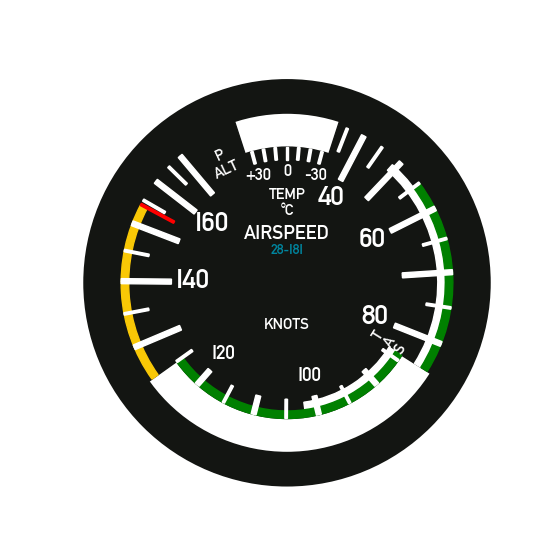 P
ALT
+30 0 -30
TEMP
°C
40
160
AIRSPEED
28-181
60
140
80
KNOTS
TAS
120
100